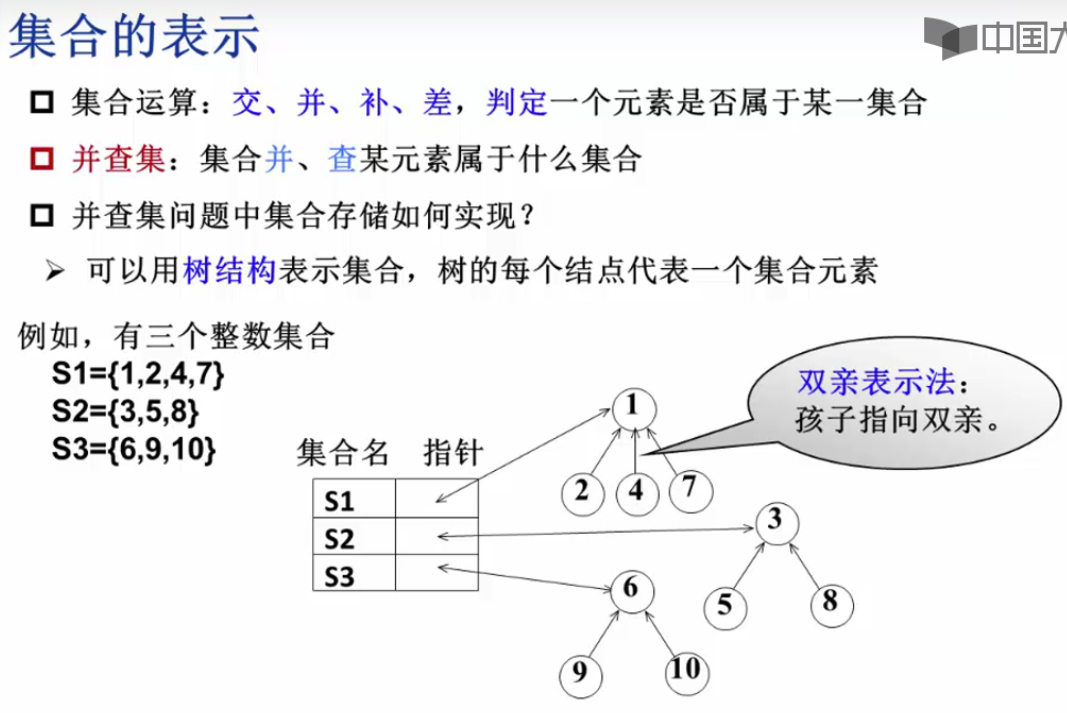 集合的表示
中国大
集合运算：交、并、补、差，判定一个元素是否属于某一集合
并查集：集合并、查某元素属于什么集合
并查集问题中集合存储如何实现？
可以用树结构表示集合，树的每个结点代表一个集合元素
例如，有三个整数集合
S1={1,2,4,7}
S2={3,5,8}
S3={6,9,10}
双亲表示法：
孩子指向双亲。
集合名 指针
S1
S2
S3
1
2 4 7
3
5 8
6
9 10